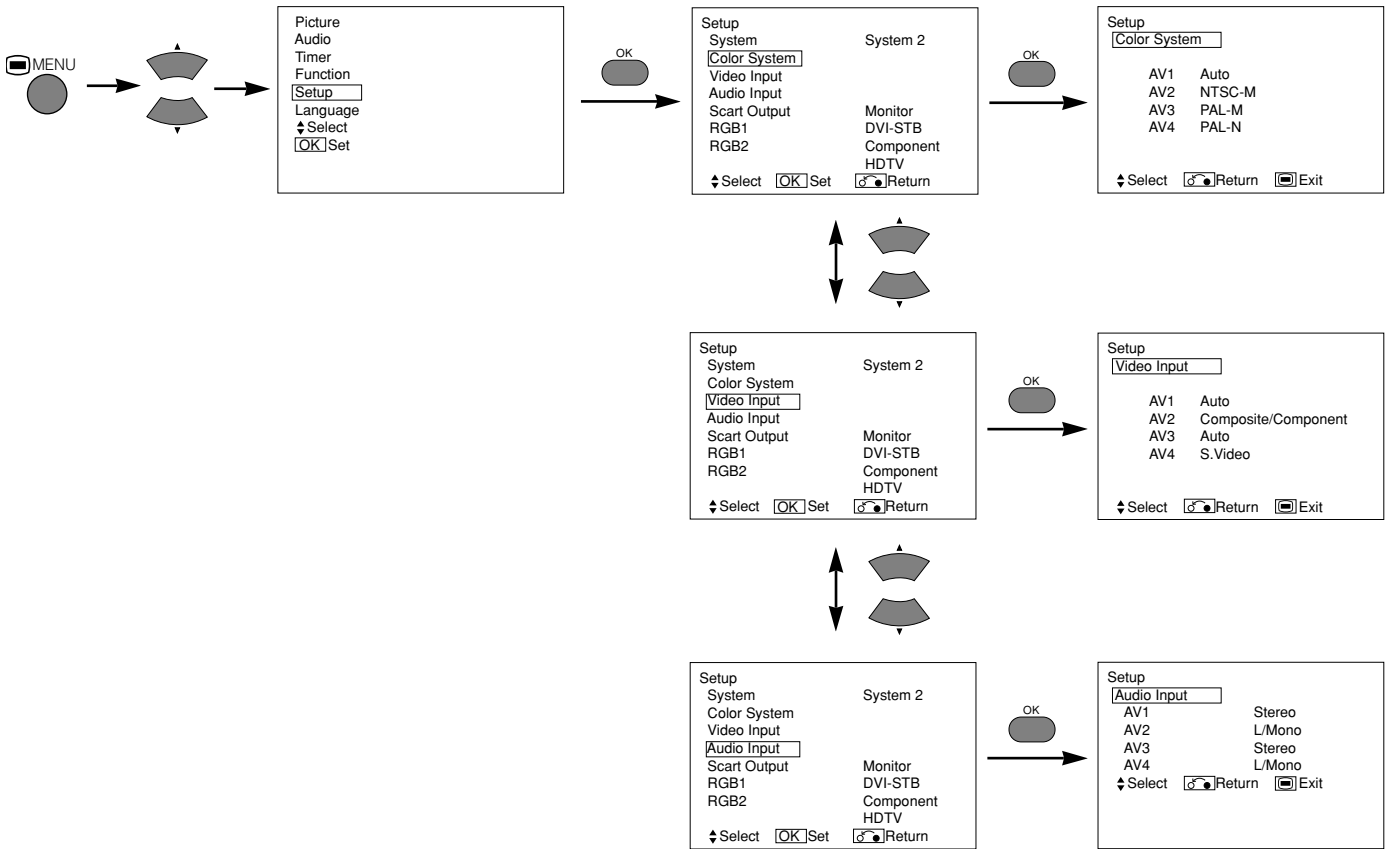 MENU
Picture
Audio
Timer
Function
Setup
Language
Select
OK Set
OK
Setup
System System 2
Color System
Video Input
Audio Input
Scart Output Monitor
RGB1 DVI-STB
RGB2 Component
HDTV
Select OK Set Return
OK
Setup
Color System
AV1 Auto
AV2 NTSC-M
AV3 PAL-M
AV4 PAL-N
Select Return Exit
Setup
System System 2
Color System
Video Input
Audio Input
Scart Output Monitor
RGB1 DVI-STB
RGB2 Component
HDTV
Select OK Set Return
OK
Setup
Video Input
AV1 Auto
AV2 Composite/Component
AV3 Auto
AV4 S.Video
Select Return Exit
Setup
System System 2
Color System
Video Input
Audio Input
Scart Output Monitor
RGB1 DVI-STB
RGB2 Component
HDTV
Select OK Set Return
OK
Setup
Audio Input
AV1 Stereo
AV2 L/Mono
AV3 Stereo
AV4 L/Mono
Select Return Exit